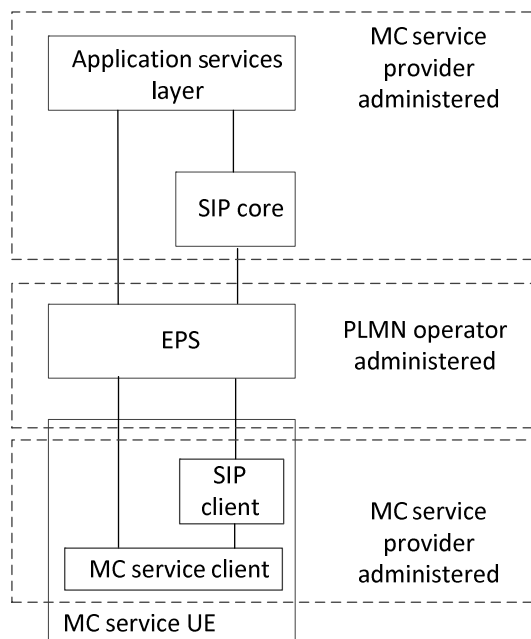 Application services
layer
MC service
provider
administered
SIP core
EPS
PLMN operator
administered
SIP
client
MC service client
MC service
provider
administered
MC service UE